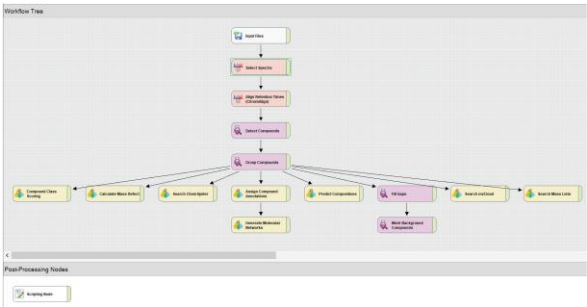 Workflow Tree
Input Files
Select Spectra
Align Retention Times
(ChromAlign)
Detect Compounds
Group Compounds
Compound Class
Scoring
Calculate Mass Defect
Search ChemSpider
Assign Compound
Annotations
Predict Compositions
Fill Gaps
Search mzCloud
Search Mass Lists
Generate Molecular
Networks
Mark Background
Compounds
Post-Processing Nodes
Scripting Node